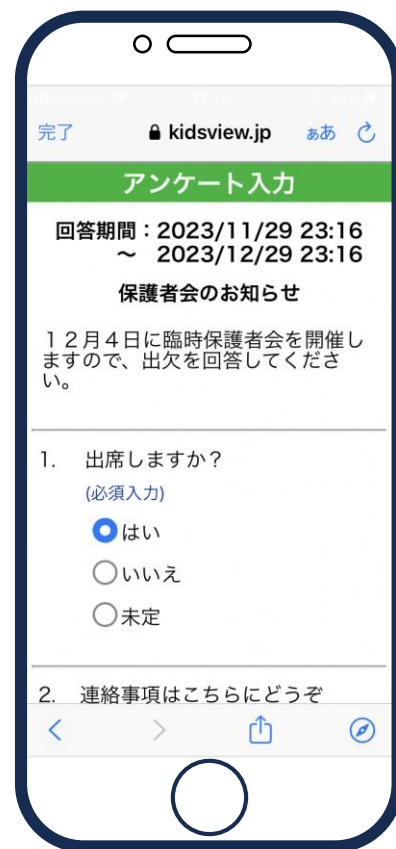 完了 kidsview.jp ぁあ
アンケート入力
回答期間：2023/11/29 23:16
～ 2023/12/29 23:16
保護者会のお知らせ
１２月４日に臨時保護者会を開催し
ますので、出欠を回答してくださ
い。
1. 出席しますか？
(必須入力)
はい
いいえ
未定
2. 連絡事項はこちらにどうぞ